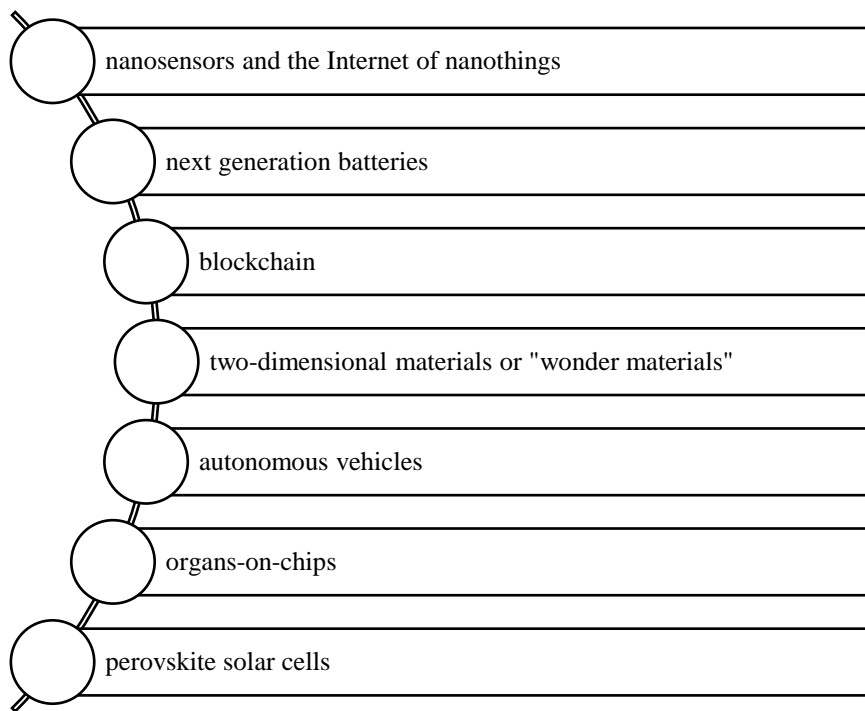 nanosensors and the Internet of nanothings
next generation batteries
blockchain
two-dimensional materials or "wonder materials"
autonomous vehicles
organs-on-chips
perovskite solar cells